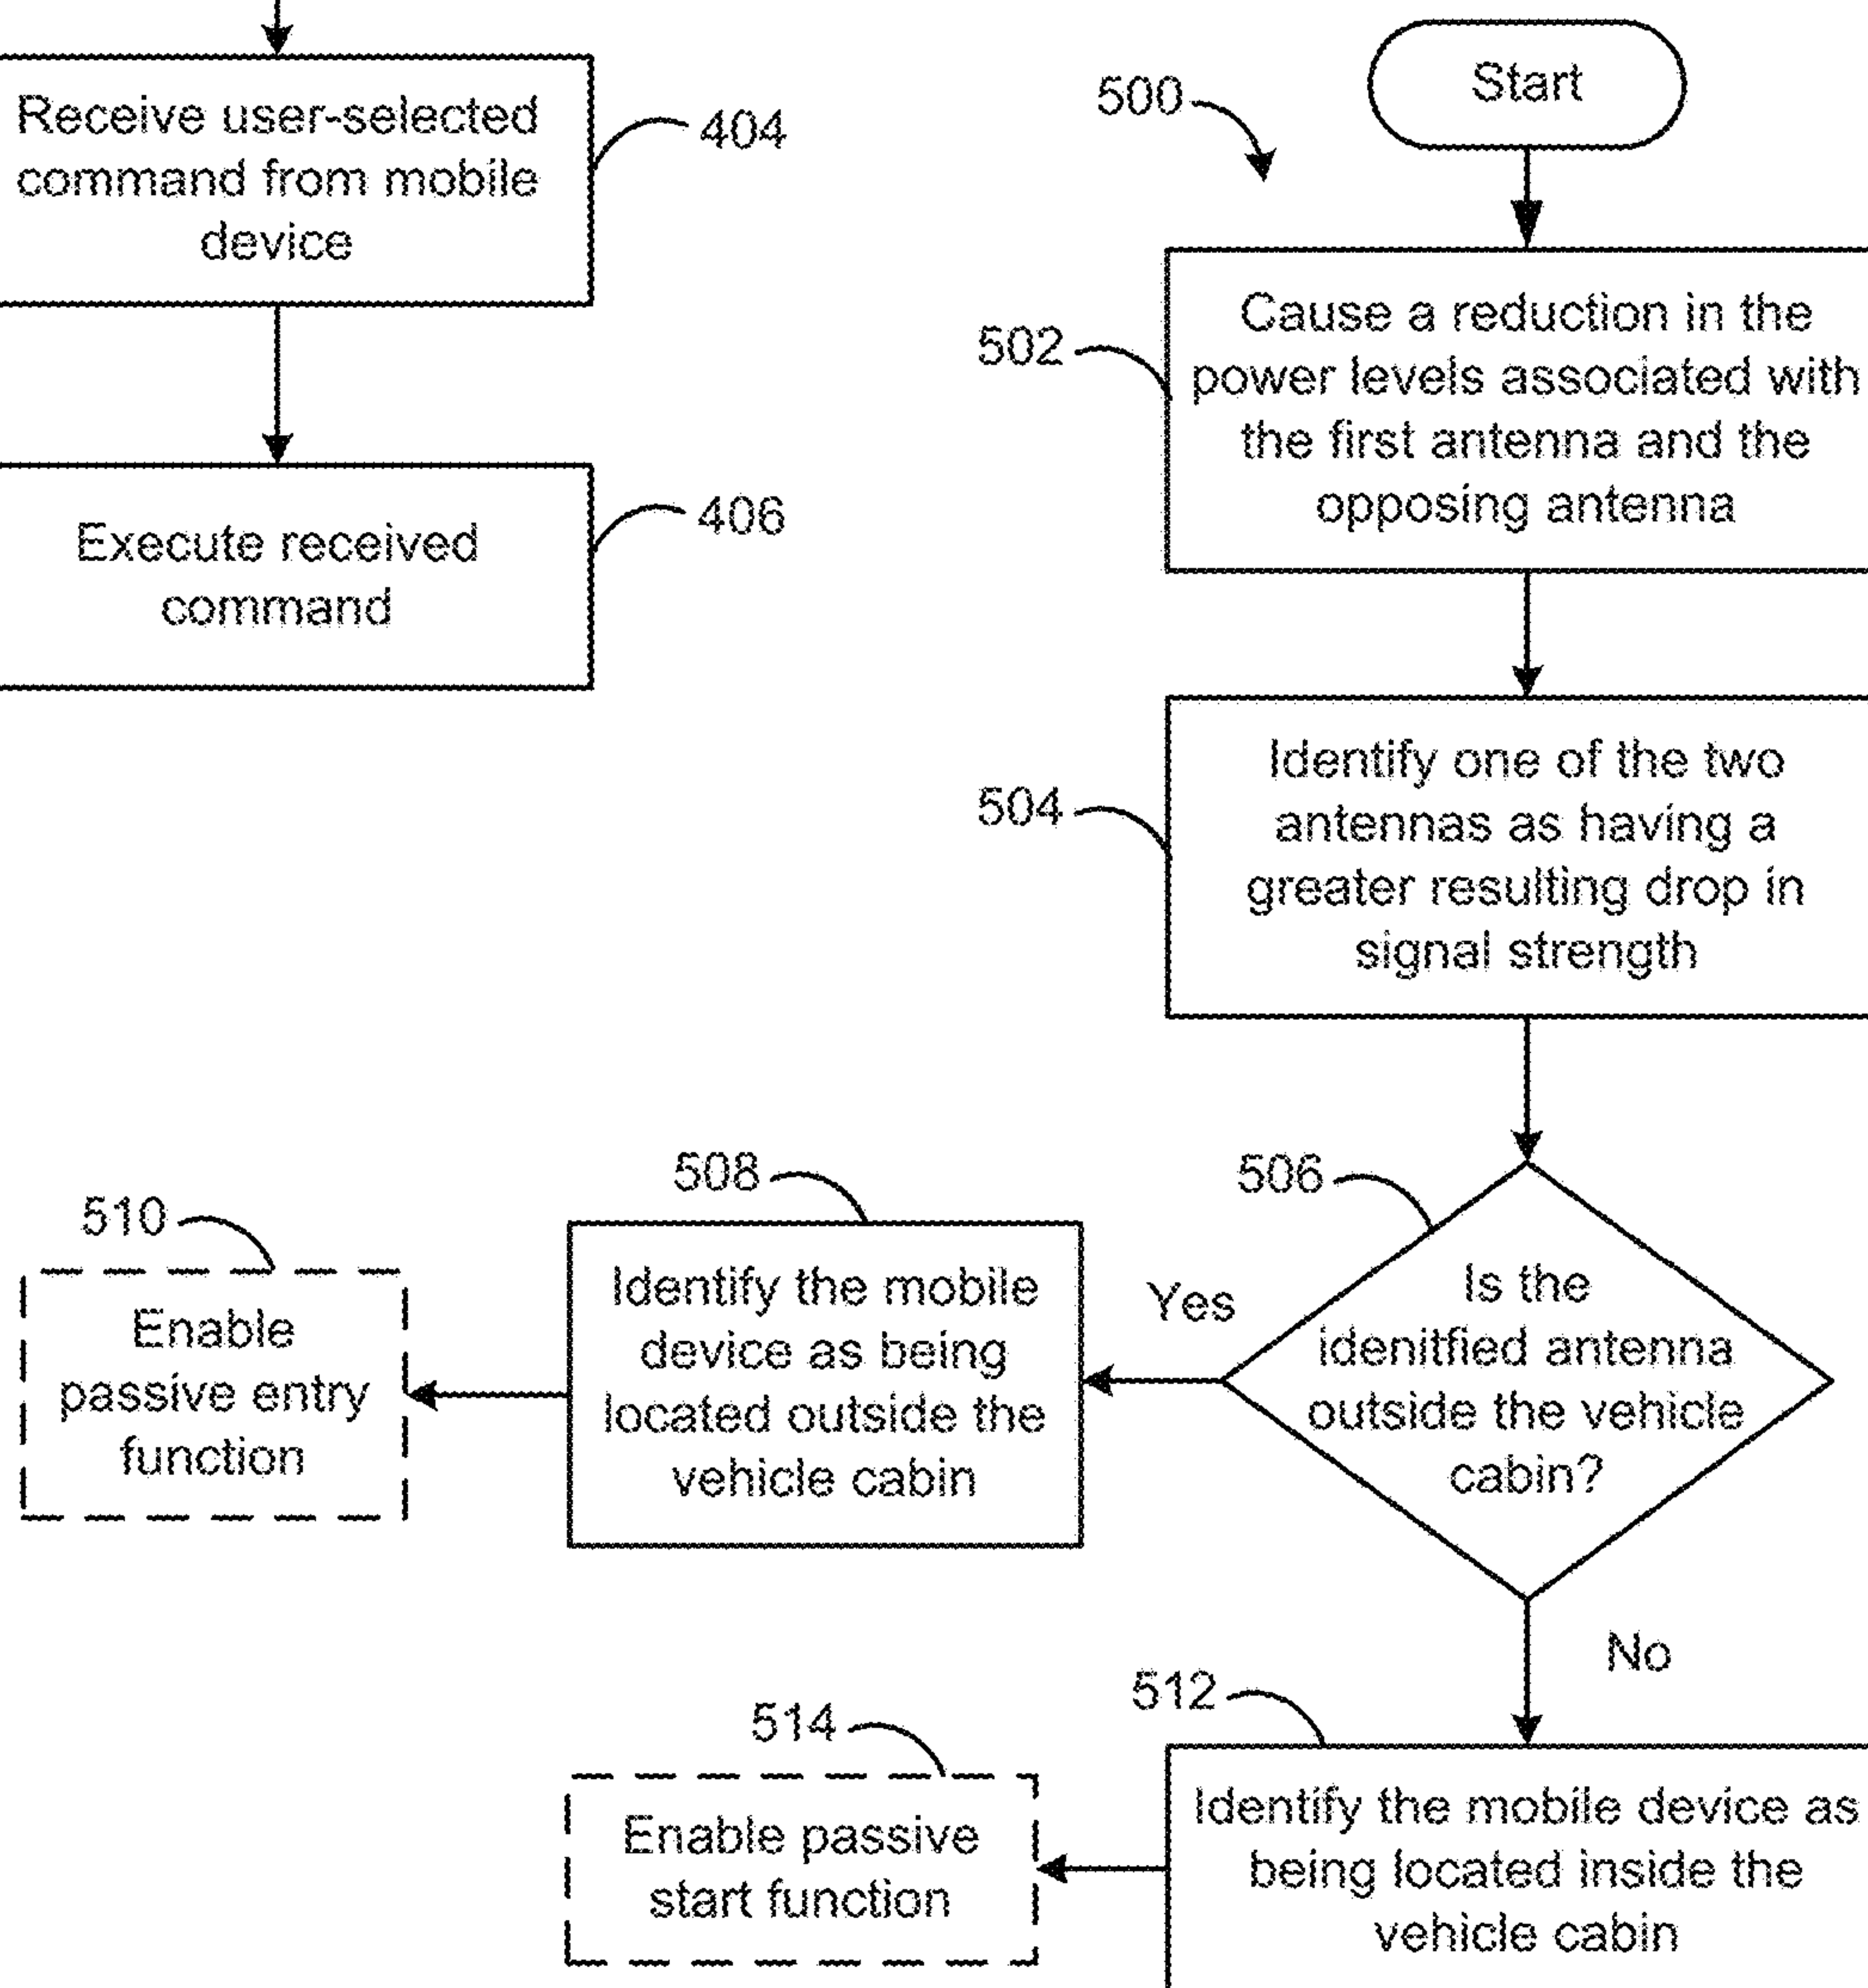 Receive user-selected
command from mobile
device
404
Execute received
command
406
500
Start
502
Cause a reduction in the
power levels associated with
the first antenna and the
opposing antenna
504
Identify one of the two
antennas as having a
greater resulting drop in
signal strength
506
Is the
idenitfied antenna
outside the vehicle
cabin?
Yes
508
Identify the mobile
device as being
located outside the
vehicle cabin
510
Enable
passive entry
function
No
512
Identify the mobile device as
being located inside the
vehicle cabin
514
Enable passive
start function